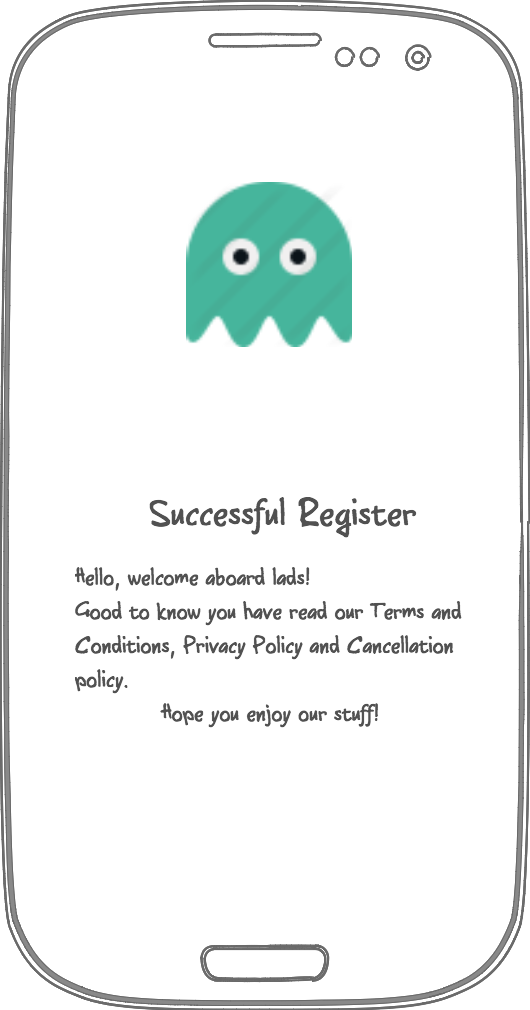 Successful Register
Hello, welcome aboard lads!
Good to know you have read our Terms and
Conditions, Privacy Policy and Cancellation
policy.
Hope you enjoy our stuff!